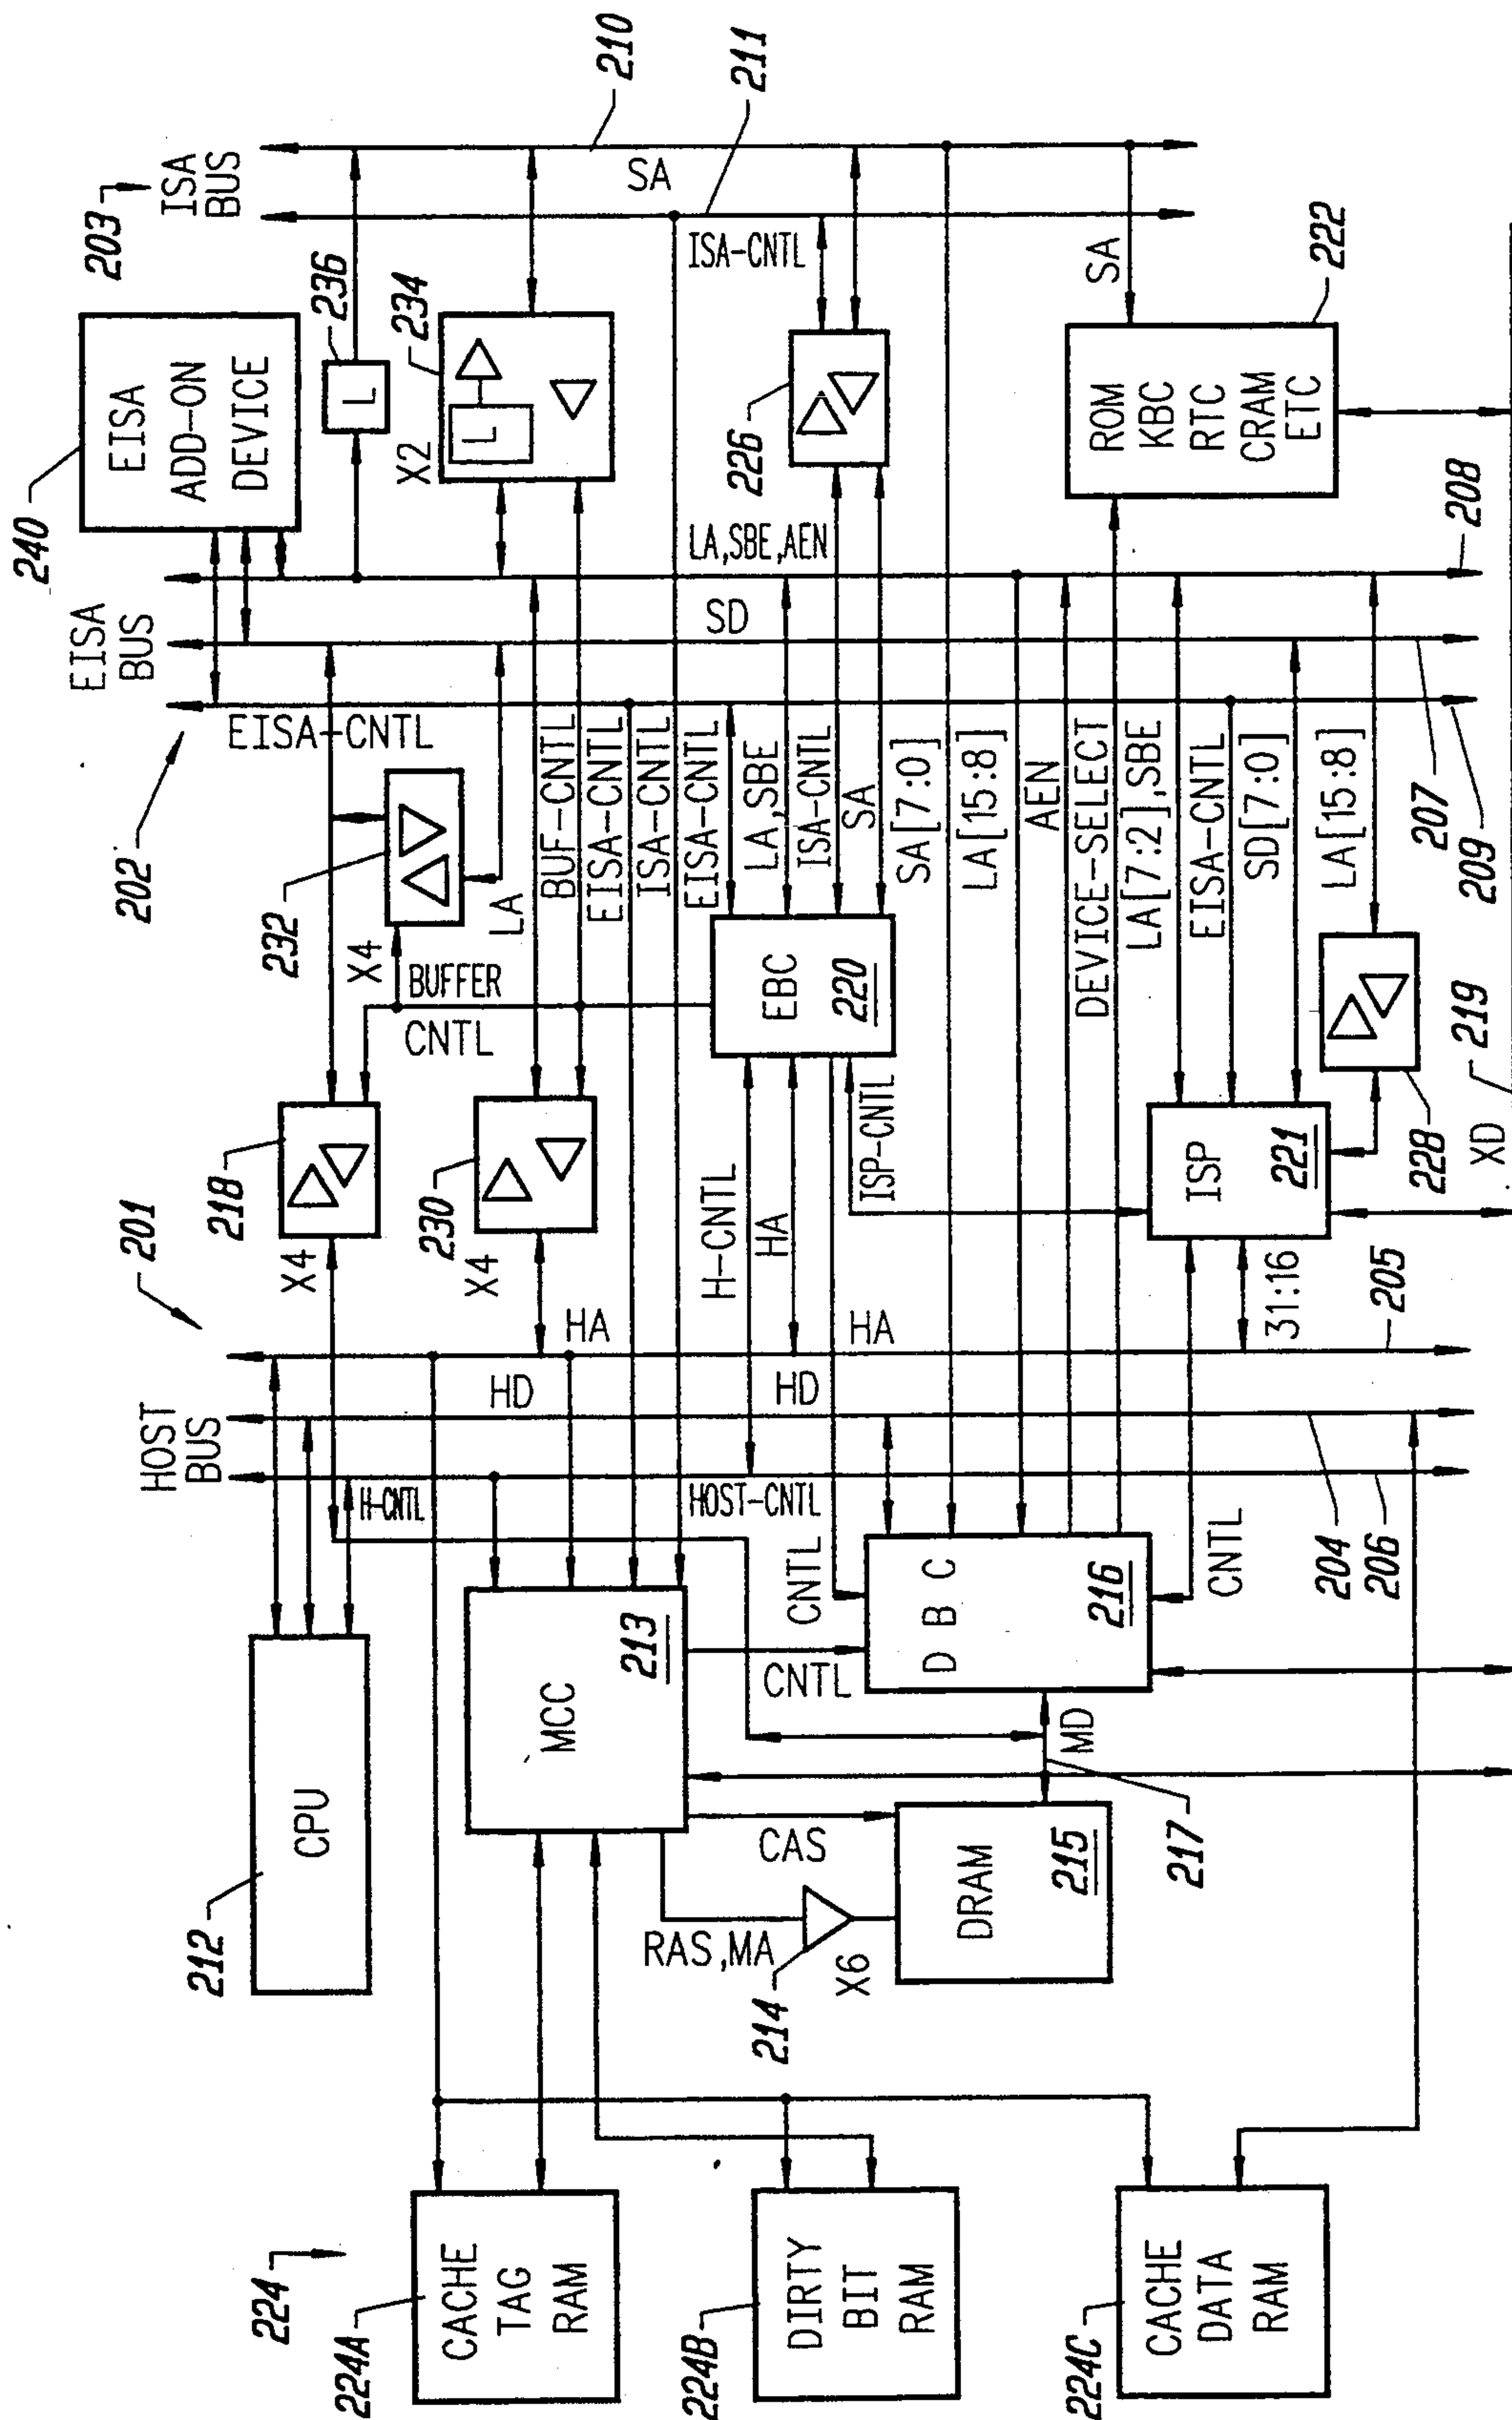 240
EISA
ADD-ON
DEVICE
203
ISA
BUS
210
236
L
234
X2
L
SA
211
ISA-CNTL
226
LA,SBE,AEN
SA
ROM
KBC
RTC
CRAM
ETC
222
208
EISA
BUS
SD
202
EISA-CNTL
232
X4
LA
BUFFER
CNTL
BUF-CNTL
EISA-CNTL
ISA-CNTL
EISA-CNTL
LA,SBE
ISA-CNTL
SA
SA[7:0]
LA[15:8]
AEN
DEVICE-SELECT
LA[7:2],SBE
EISA-CNTL
SD[7:0]
LA[15:8]
207
209
EBC
220
218
X4
230
X4
201
H-CNTL
HA
ISP-CNTL
ISP
221
228
219
XD
31:16
205
HOST
BUS
HA
HD
HA
HD
H-CNTL
HOST-CNTL
204
206
CPU
212
MCC
213
CNTL
CNTL
DBC
216
CNTL
CAS
RAS,MA
214
X6
DRAM
215
MD
217
224
224A
CACHE
TAG
RAM
224B
DIRTY
BIT
RAM
224C
CACHE
DATA
RAM